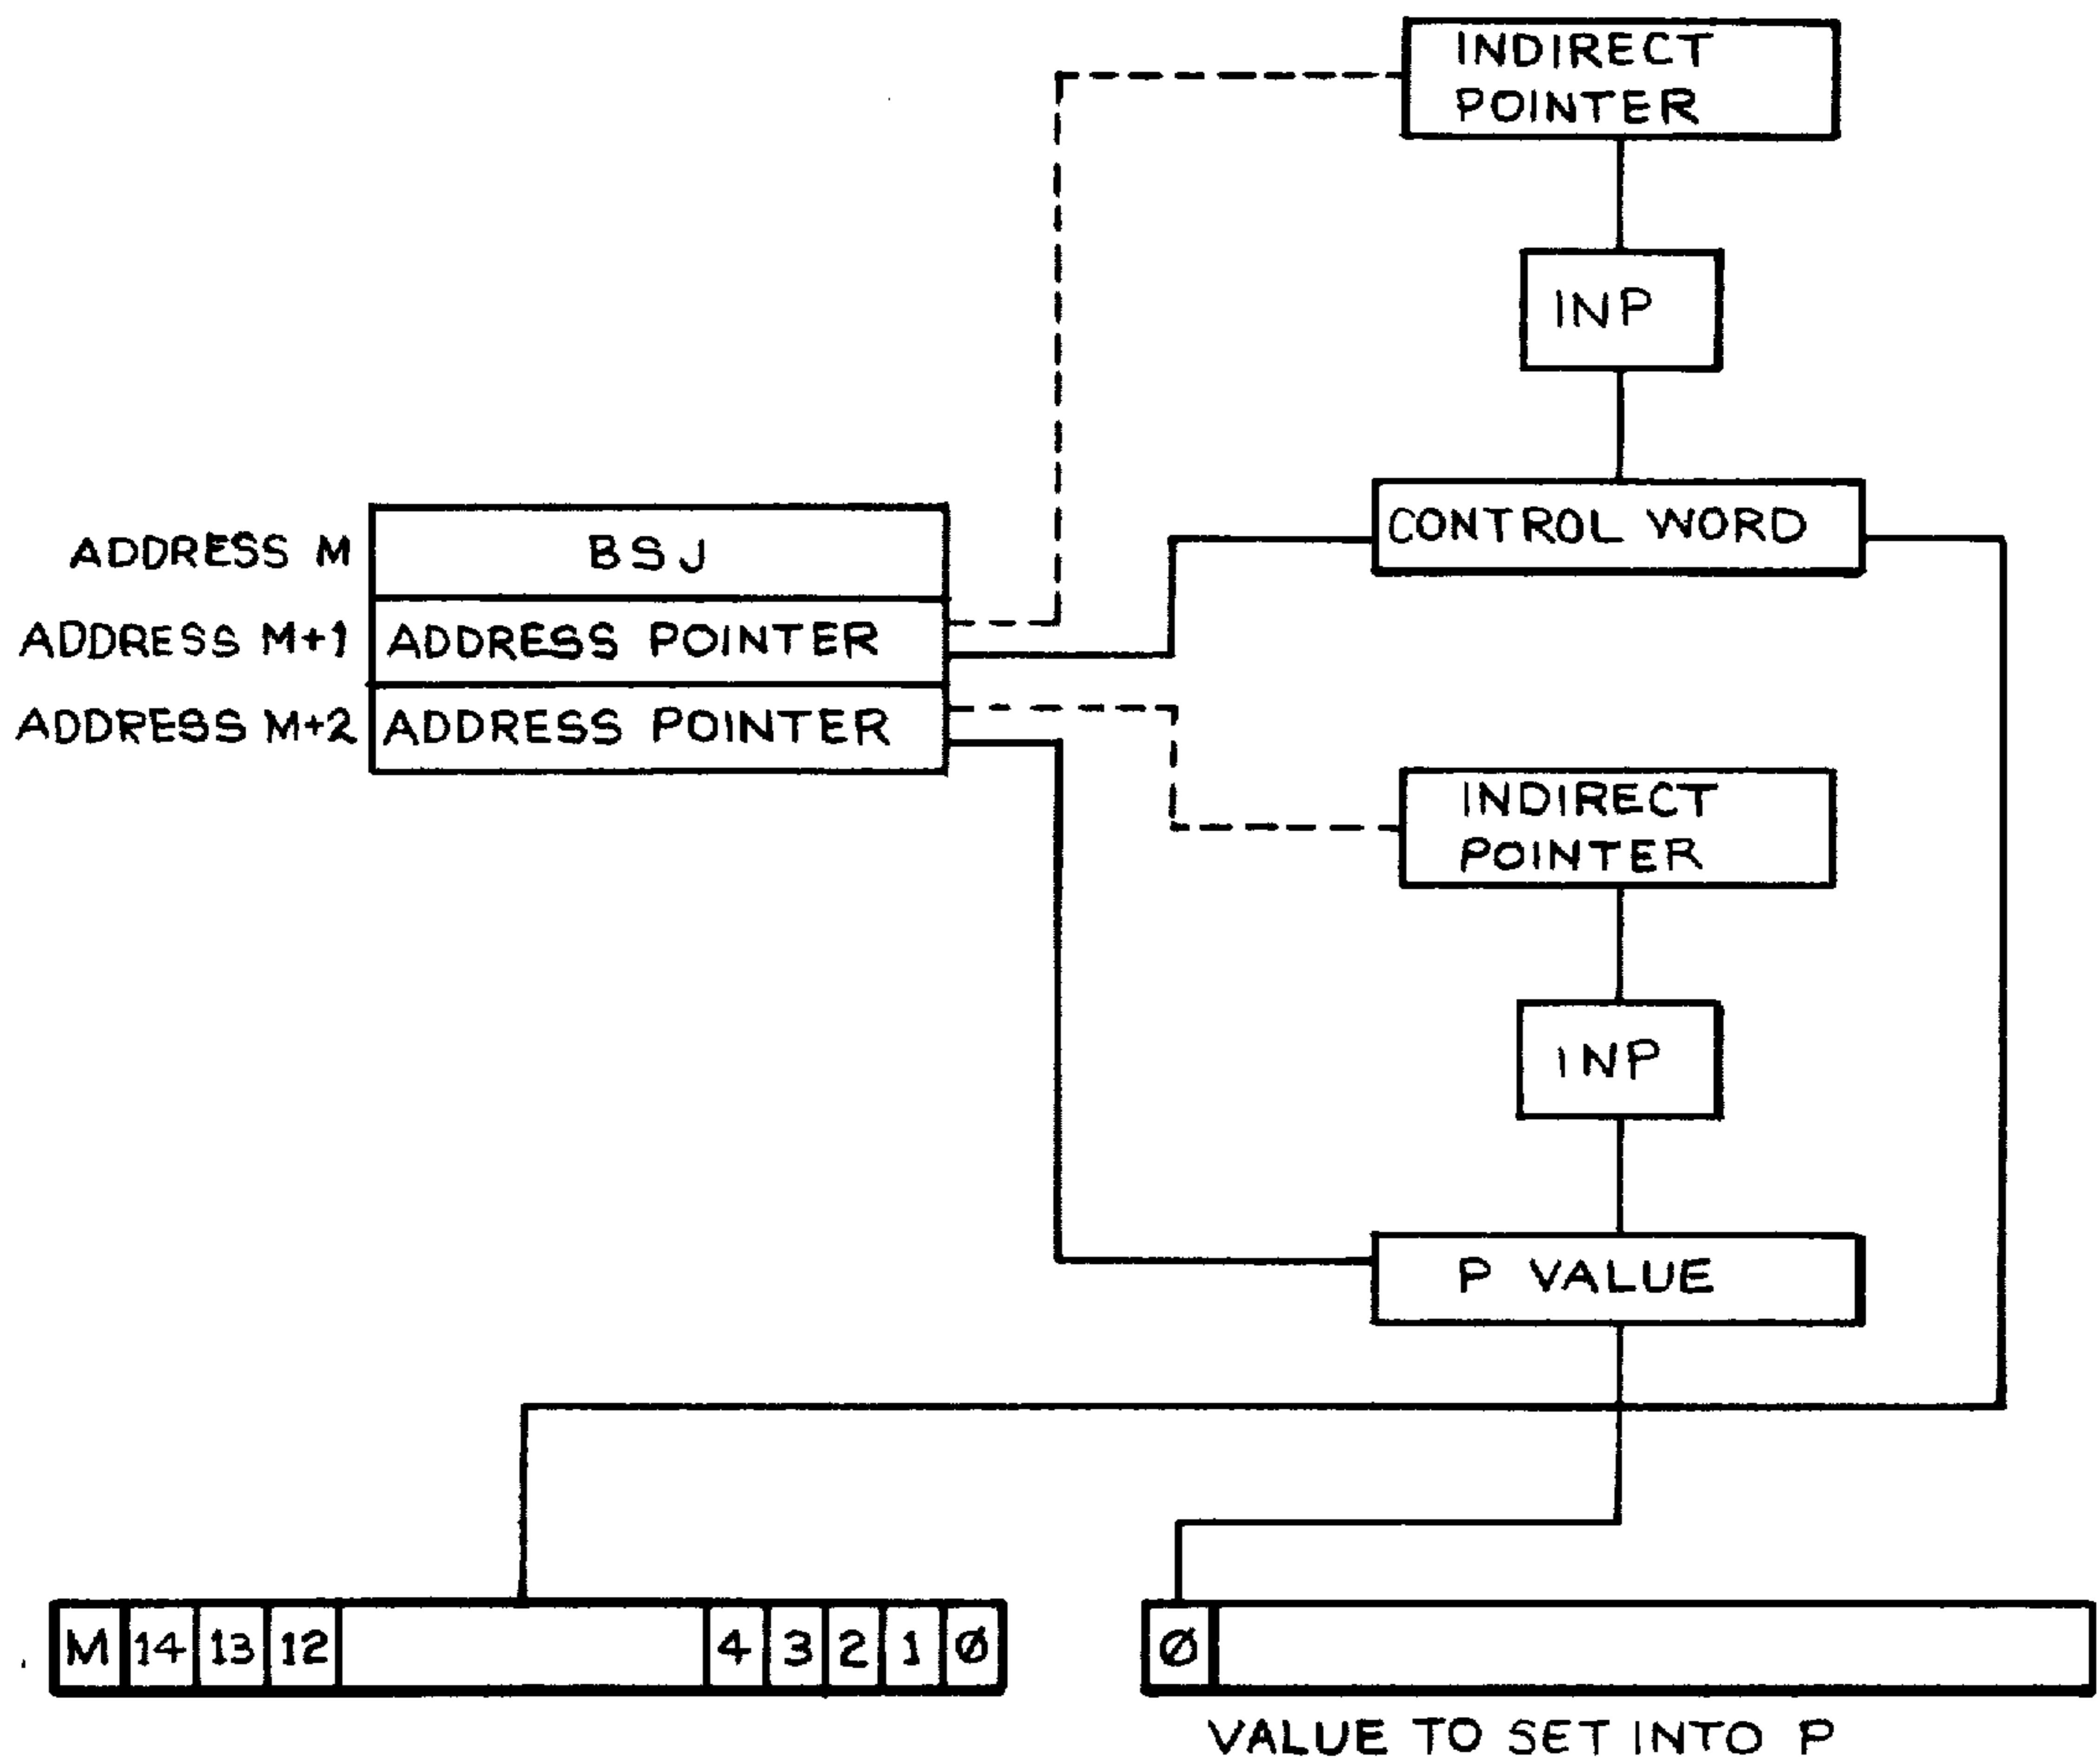 INDIRECT
POINTER
INP
CONTROL WORD
ADDRESS M
BSJ
ADDRESS M+1
ADDRESS POINTER
ADDRESS M+2
ADDRESS POINTER
INDIRECT
POINTER
INP
P VALUE
M 14 13 12 4 3 2 1 Ø
Ø
VALUE TO SET INTO P